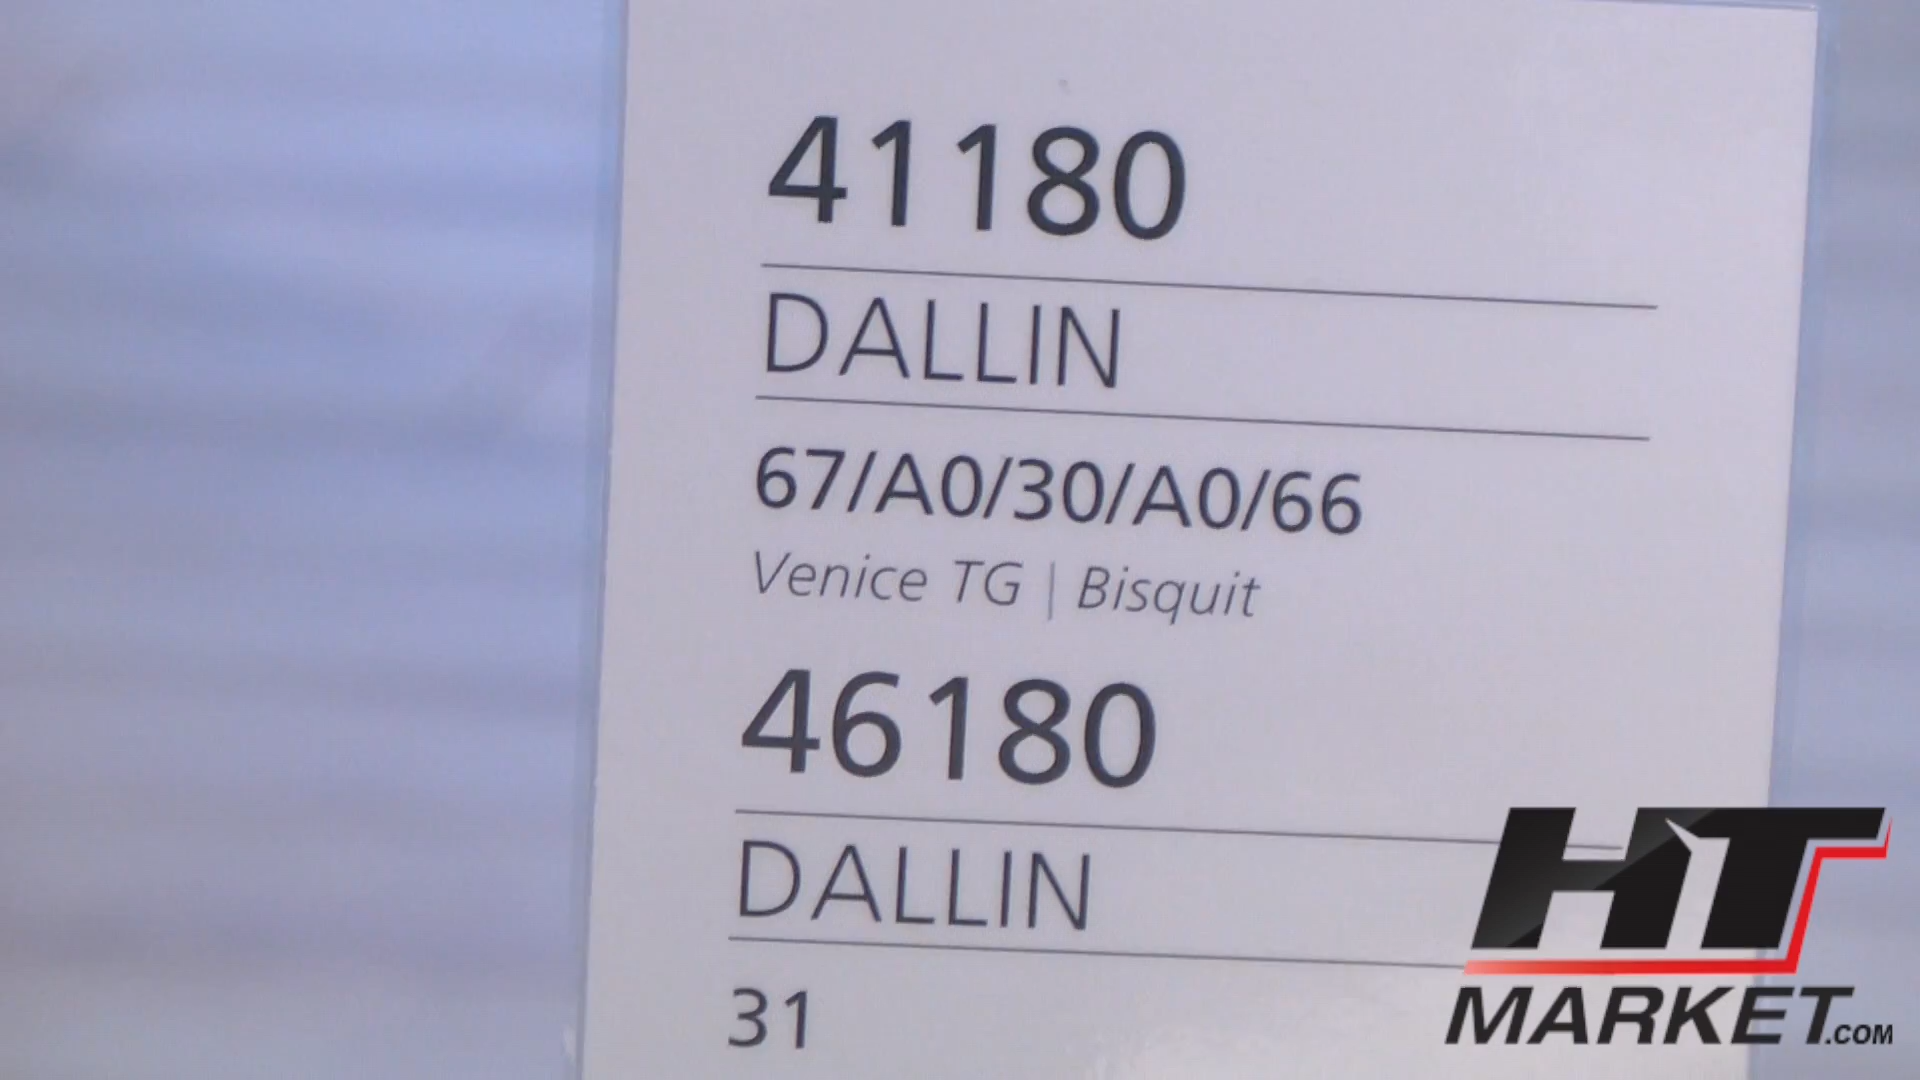 41180
DALLIN
67/A0/30/A0/66
Venice TG | Bisquit
46180
DALLIN
31
HT
MARKET.COM